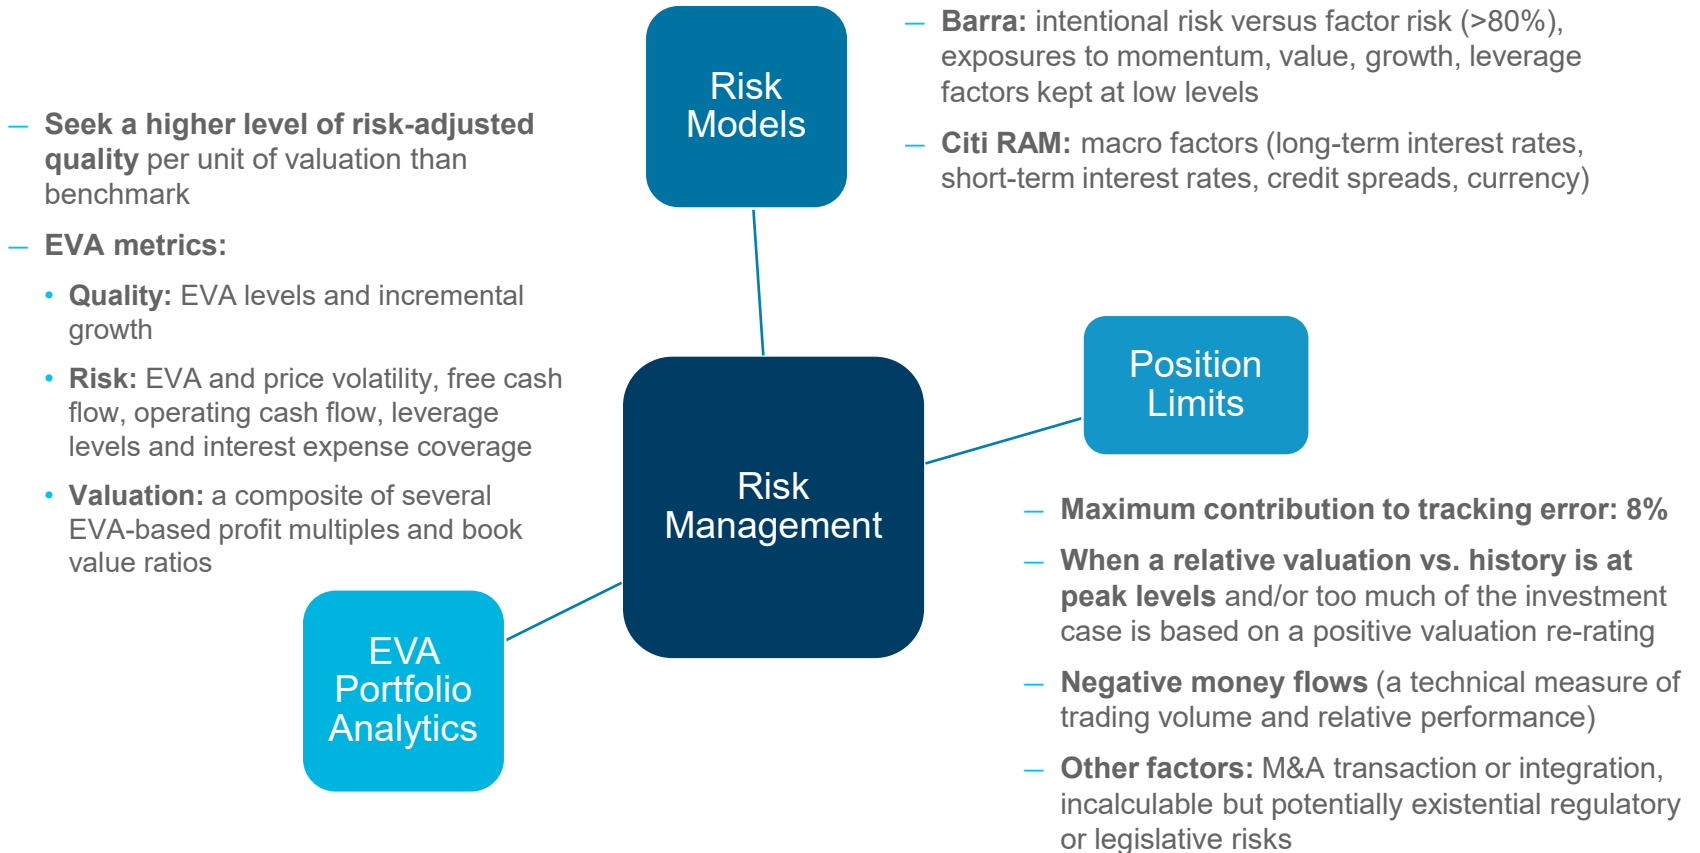 Risk
Models
— Barra: intentional risk versus factor risk (>80%),
exposures to momentum, value, growth, leverage
factors kept at low levels
— Citi RAM: macro factors (long-term interest rates,
short-term interest rates, credit spreads, currency)
— Seek a higher level of risk-adjusted
quality per unit of valuation than
benchmark
— EVA metrics:
• Quality: EVA levels and incremental
growth
• Risk: EVA and price volatility, free cash
flow, operating cash flow, leverage
levels and interest expense coverage
• Valuation: a composite of several
EVA-based profit multiples and book
value ratios
Risk
Management
Position
Limits
— Maximum contribution to tracking error: 8%
— When a relative valuation vs. history is at
peak levels and/or too much of the investment
case is based on a positive valuation re-rating
— Negative money flows (a technical measure of
trading volume and relative performance)
— Other factors: M&A transaction or integration,
incalculable but potentially existential regulatory
or legislative risks
EVA
Portfolio
Analytics